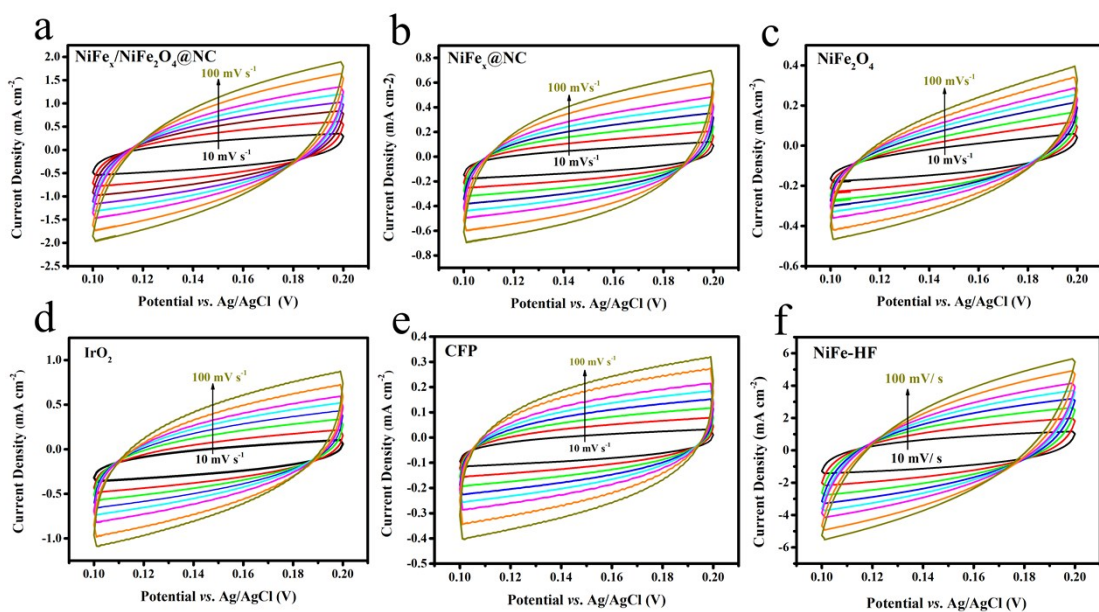 a
NiFeₓ/NiFe₂O₄@NC
100 mV s⁻¹
10 mV s⁻¹
Current Density (mA cm⁻²)
2.0
1.5
1.0
0.5
0.0
-0.5
-1.0
-1.5
-2.0
-2.5
0.10 0.12 0.14 0.16 0.18 0.20
Potential vs. Ag/AgCl (V)
b
NiFeₓ@NC
100 mVs⁻¹
10 mV s⁻¹
Current Density (mA cm-2)
0.8
0.6
0.4
0.2
0.0
-0.2
-0.4
-0.6
-0.8
0.10 0.12 0.14 0.16 0.18 0.20
Potential vs. Ag/AgCl (V)
c
NiFe₂O₄
100 mVs⁻¹
10 mVs⁻¹
Current Density (mA cm⁻²)
0.4
0.2
0.0
-0.2
-0.4
-0.6
0.10 0.12 0.14 0.16 0.18 0.20
Potential vs. Ag/AgCl (V)
d
IrO₂
100 mV s⁻¹
10 mV s⁻¹
Current Density (mA cm⁻²)
1.0
0.5
0.0
-0.5
-1.0
0.10 0.12 0.14 0.16 0.18 0.20
Potential vs. Ag/AgCl (V)
e
CFP
100 mV s⁻¹
10 mV s⁻¹
Current Density (mA cm⁻²)
0.4
0.3
0.2
0.1
0.0
-0.1
-0.2
-0.3
-0.4
-0.5
0.10 0.12 0.14 0.16 0.18 0.20
Potential vs. Ag/AgCl (V)
f
NiFe-HF
100 mV/ s
10 mV/ s
Current Density (mA cm⁻²)
6
4
2
0
-2
-4
-6
0.10 0.12 0.14 0.16 0.18 0.20
Potential vs. Ag/AgCl (V)